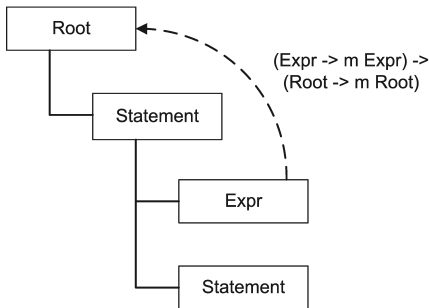 Root
(Expr -> m Expr) ->
(Root -> m Root)
Statement
Expr
Statement